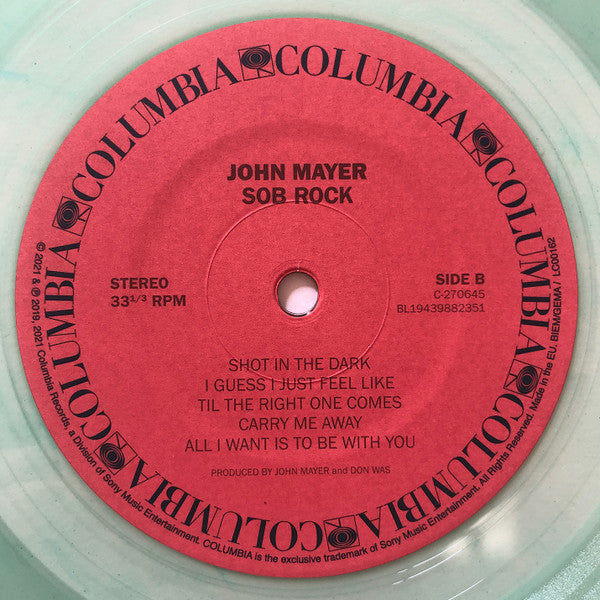 COLUMBIA COLUMBIA COLUMBIA COLUMBIA COLUMBIA COLUMBIA
JOHN MAYER
SOB ROCK
STEREO
33 1/3 RPM
SIDE B
C-270645
BL19439882351
SHOT IN THE DARK
I GUESS I JUST FEEL LIKE
TIL THE RIGHT ONE COMES
CARRY ME AWAY
ALL I WANT IS TO BE WITH YOU
PRODUCED BY JOHN MAYER and DON WAS
© 2021 & ℗ 2019, 2021 Columbia Records, a Division of Sony Music Entertainment. COLUMBIA is the exclusive trademark of Sony Music Entertainment. All Rights Reserved. Made in the EU. BIEM/GEMA / LC00162